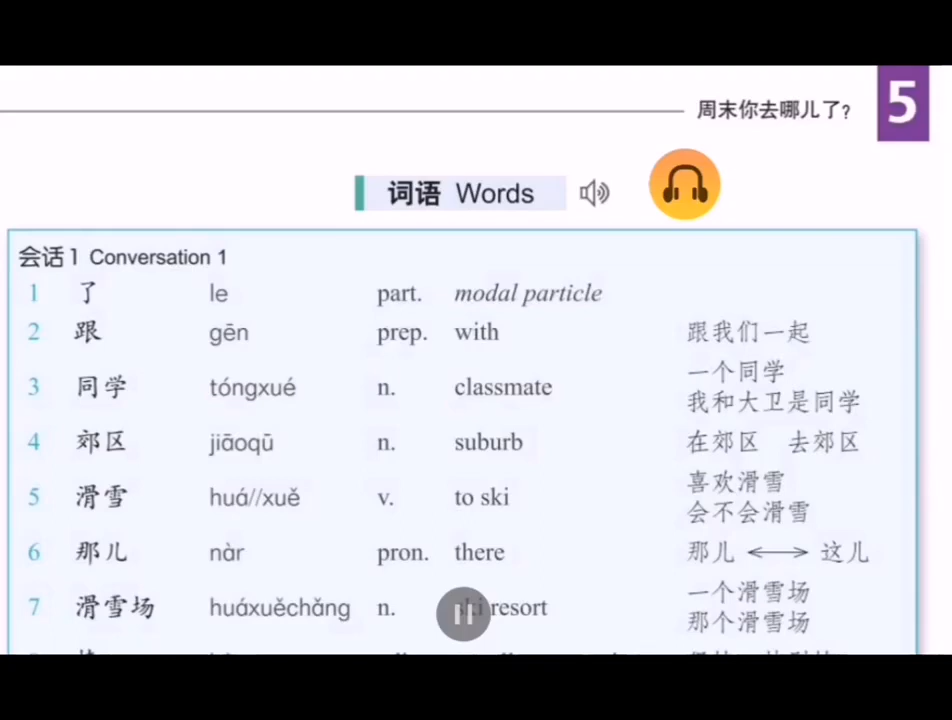 周末你去哪儿了?
5
词语 Words
会话1 Conversation 1
1 了 le part. modal particle
2 跟 gēn prep. with 跟我们一起
3 同学 tóngxué n. classmate 一个同学
我和大卫是同学
4 郊区 jiāoqū n. suburb 在郊区 去郊区
5 滑雪 huá//xuě v. to ski 喜欢滑雪
会不会滑雪
6 那儿 nàr pron. there 那儿 ⟷ 这儿
7 滑雪场 huáxuěchǎng n. ski resort 一个滑雪场
那个滑雪场